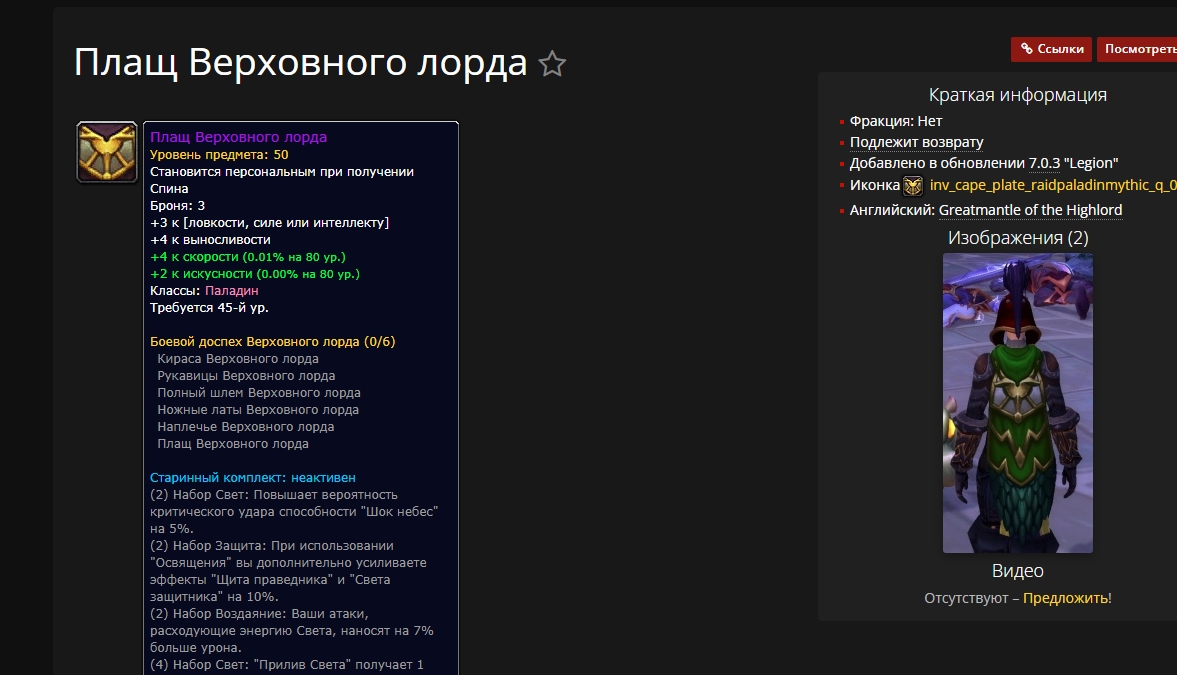 Плащ Верховного лорда
Ссылки
Посмотреть
Плащ Верховного лорда
Уровень предмета: 50
Становится персональным при получении
Спина
Броня: 3
+3 к [ловкости, силе или интеллекту]
+4 к выносливости
+4 к скорости (0.01% на 80 ур.)
+2 к искусности (0.00% на 80 ур.)
Классы: Паладин
Требуется 45-й ур.
Боевой доспех Верховного лорда (0/6)
Кираса Верховного лорда
Рукавицы Верховного лорда
Полный шлем Верховного лорда
Ножные латы Верховного лорда
Наплечье Верховного лорда
Плащ Верховного лорда
Старинный комплект: неактивен
(2) Набор Свет: Повышает вероятность
критического удара способности "Шок небес"
на 5%.
(2) Набор Защита: При использовании
"Освящения" вы дополнительно усиливаете
эффекты "Щита праведника" и "Света
защитника" на 10%.
(2) Набор Воздаяние: Ваши атаки,
расходующие энергию Света, наносят на 7%
больше урона.
(4) Набор Свет: "Прилив Света" получает 1
Краткая информация
Фракция: Нет
Подлежит возврату
Добавлено в обновлении 7.0.3 "Legion"
Иконка inv_cape_plate_raidpaladinmythic_q_0
Английский: Greatmantle of the Highlord
Изображения (2)
Видео
Отсутствуют – Предложить!